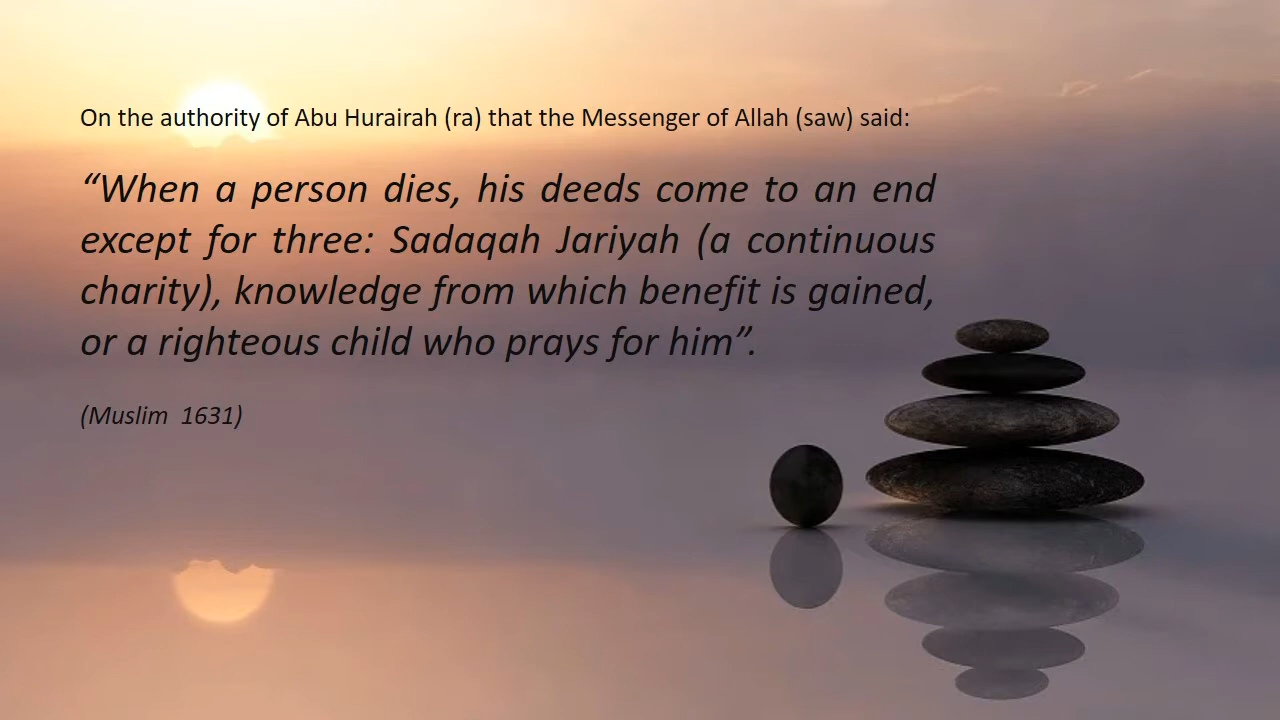 On the authority of Abu Hurairah (ra) that the Messenger of Allah (saw) said:
“When a person dies, his deeds come to an end
except for three: Sadaqah Jariyah (a continuous
charity), knowledge from which benefit is gained,
or a righteous child who prays for him”.
(Muslim  1631)